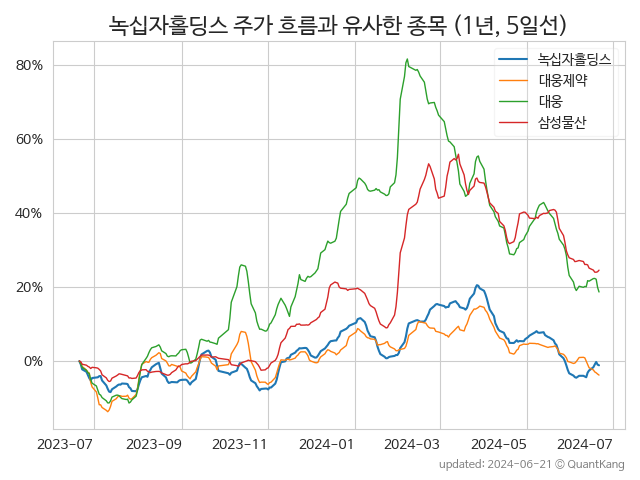 녹십자홀딩스 주가 흐름과 유사한 종목 (1년, 5일선)
녹십자홀딩스
대웅제약
대웅
삼성물산
80%
60%
40%
20%
0%
2023-07 2023-09 2023-11 2024-01 2024-03 2024-05 2024-07
updated: 2024-06-21 © QuantKang